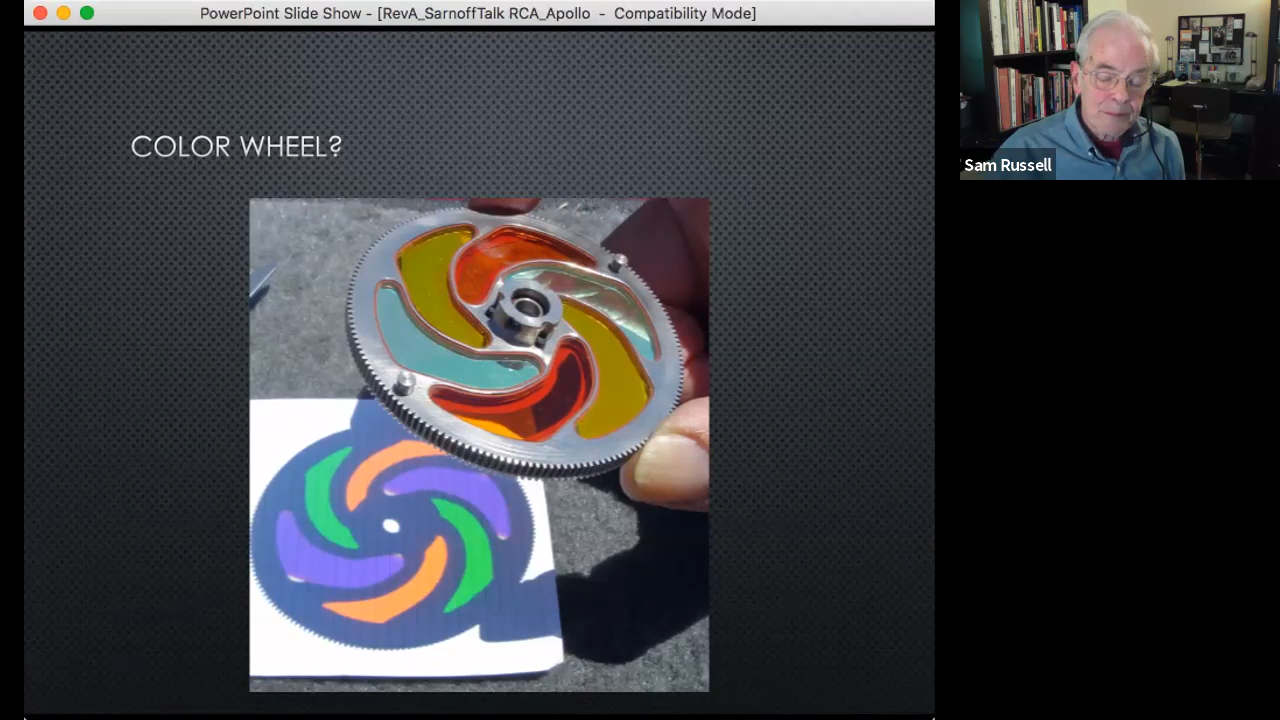 PowerPoint Slide Show - [RevA_SarnoffTalk RCA_Apollo - Compatibility Mode]
COLOR WHEEL?
Sam Russell